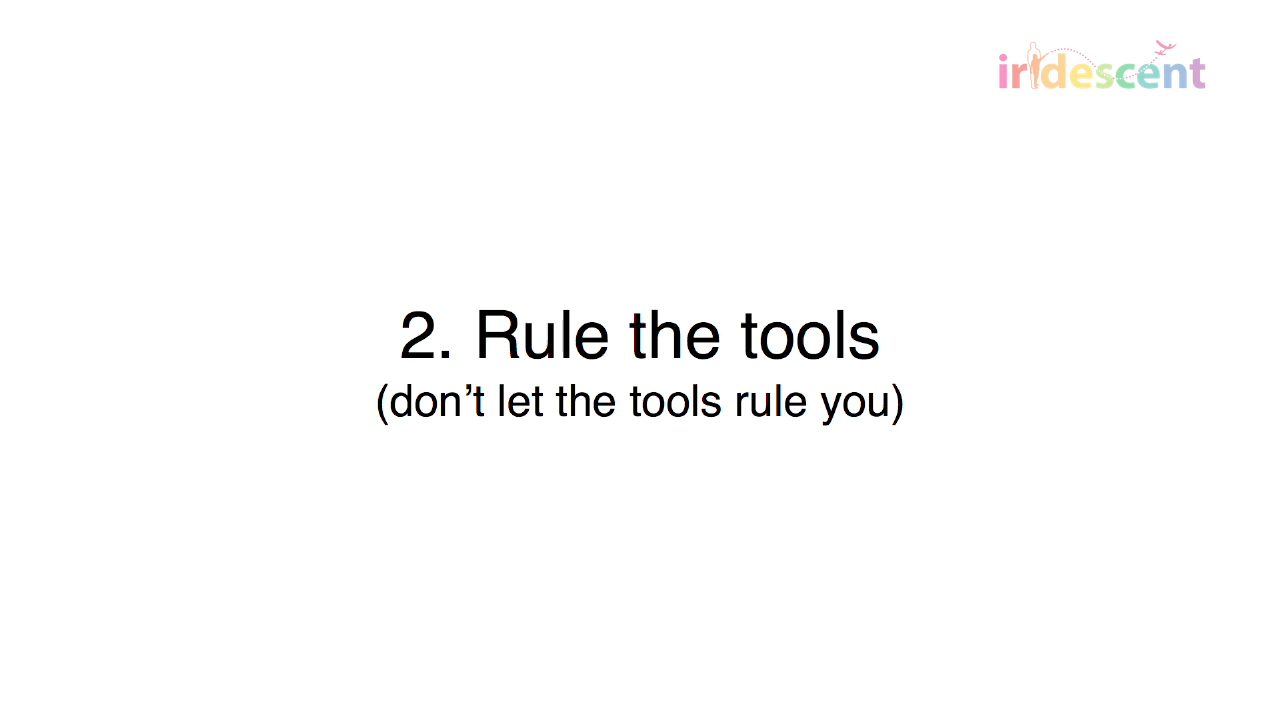 iridescent
2. Rule the tools
(don’t let the tools rule you)